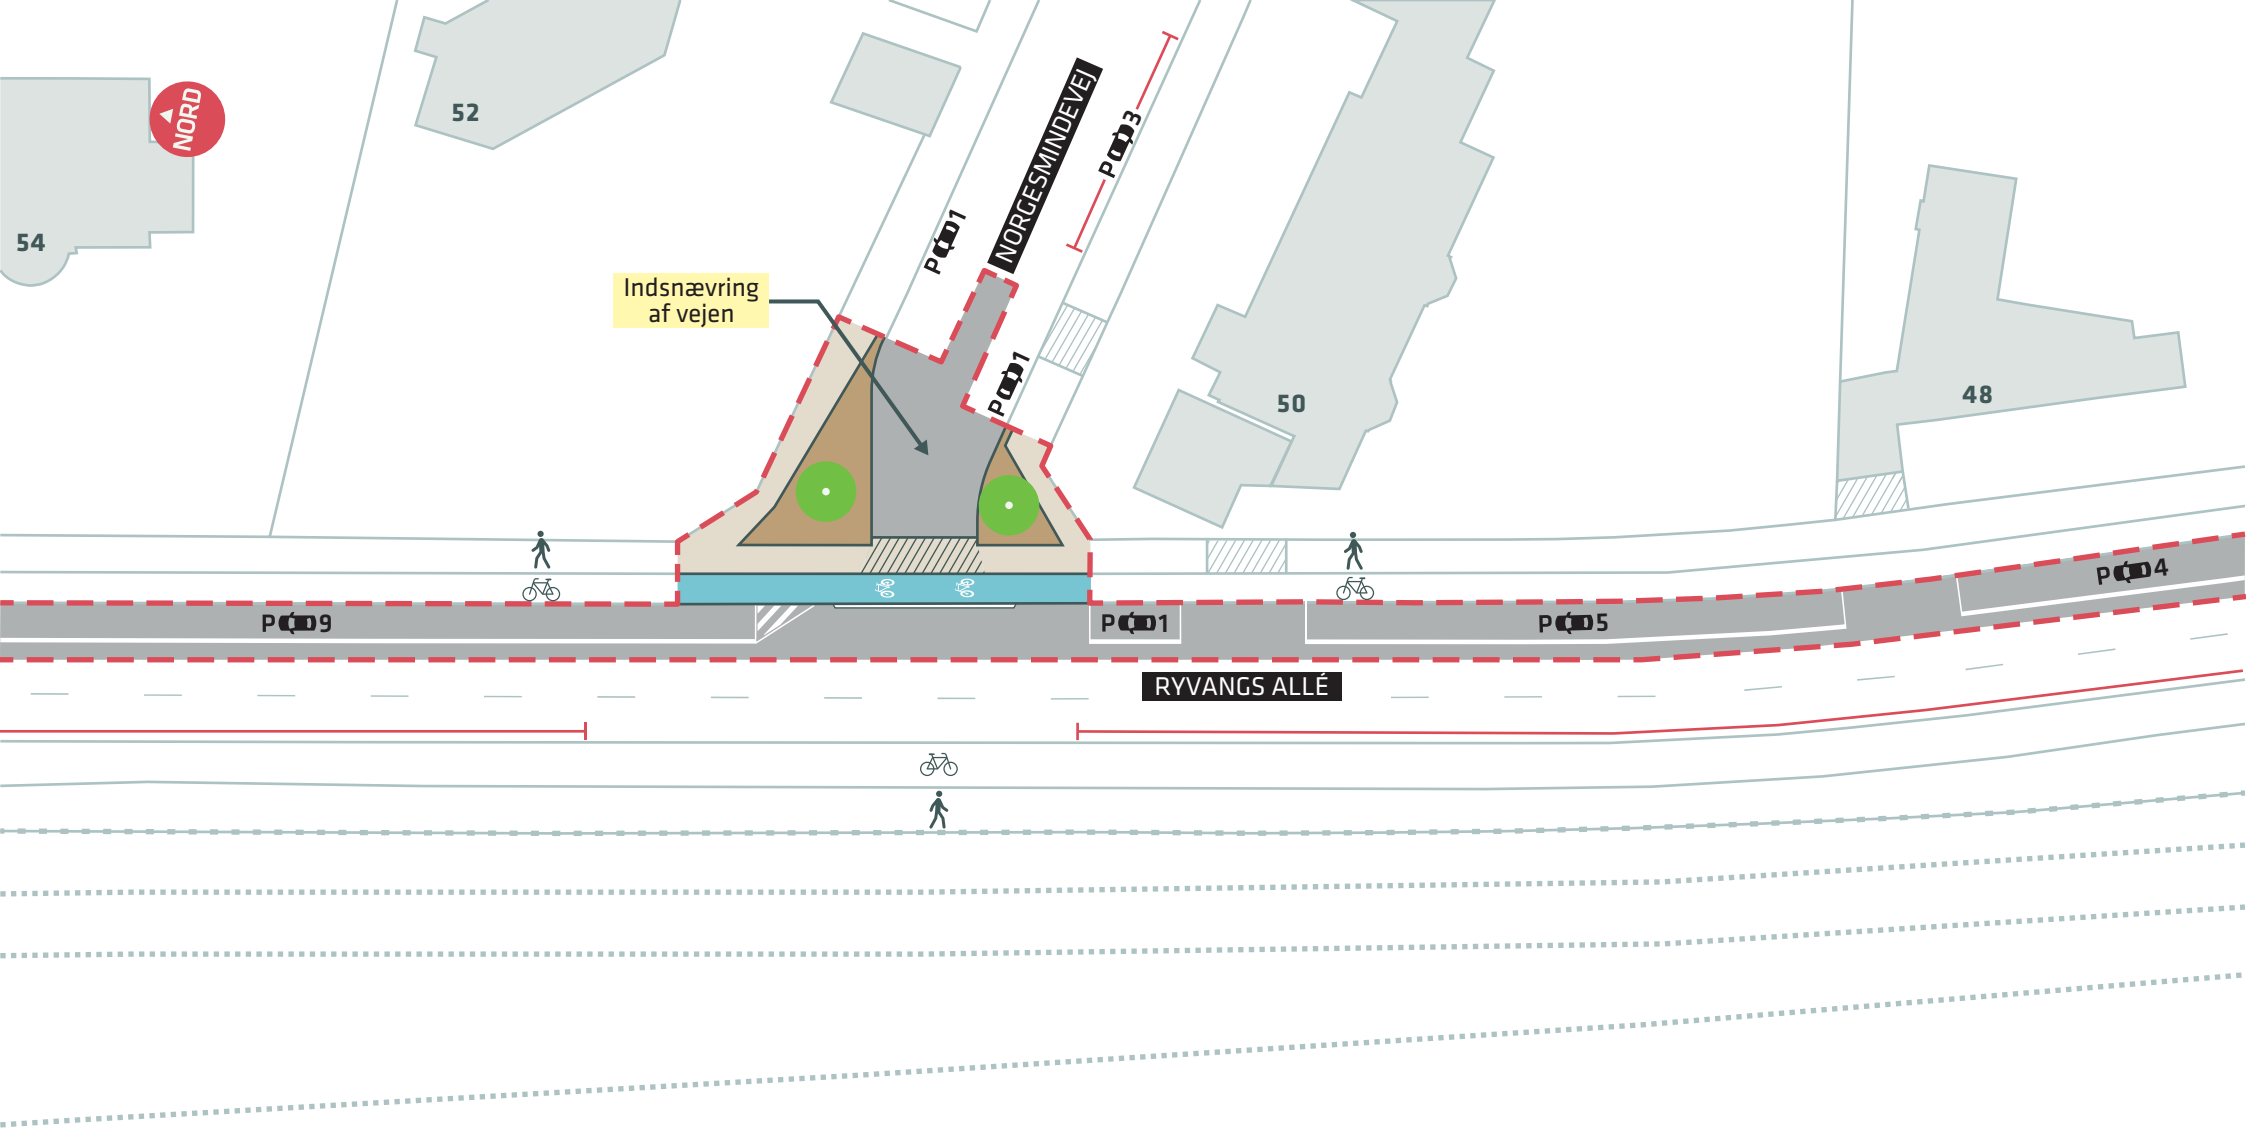 52
NORD
54
NORGESMINDEVEJ
P 3
P 1
Indsnævring
af vejen
P 1
50
48
P 9
P 1
P 5
P 4
RYVANGS ALLÉ